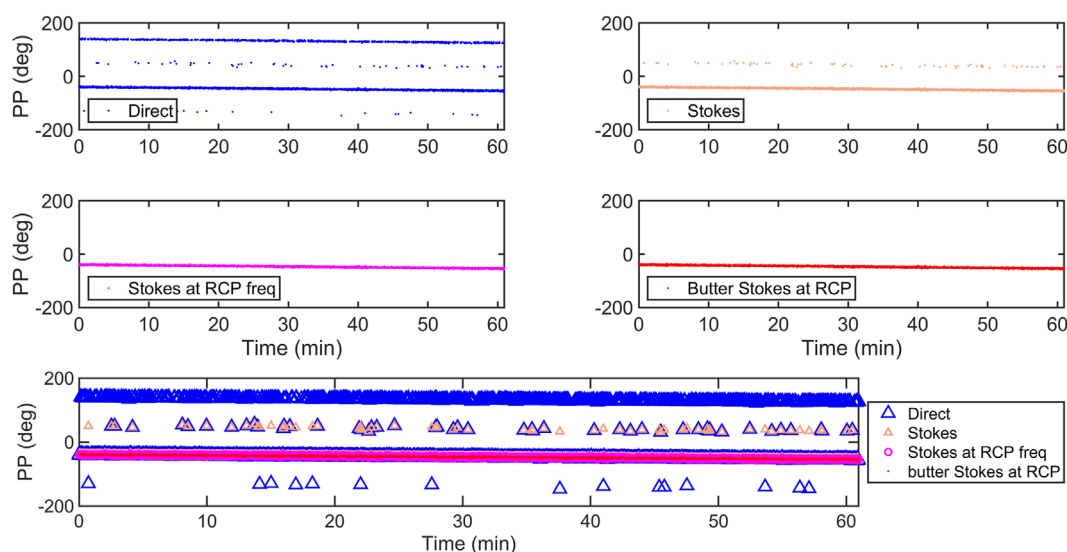 200
0
-200
PP (deg)
Direct
0 10 20 30 40 50 60
200
0
-200
PP (deg)
Stokes
0 10 20 30 40 50 60
200
0
-200
PP (deg)
Stokes at RCP freq
0 10 20 30 40 50 60
Time (min)
200
0
-200
PP (deg)
Butter Stokes at RCP
0 10 20 30 40 50 60
Time (min)
200
0
-200
PP (deg)
0 10 20 30 40 50 60
Time (min)
Direct
Stokes
Stokes at RCP freq
butter Stokes at RCP